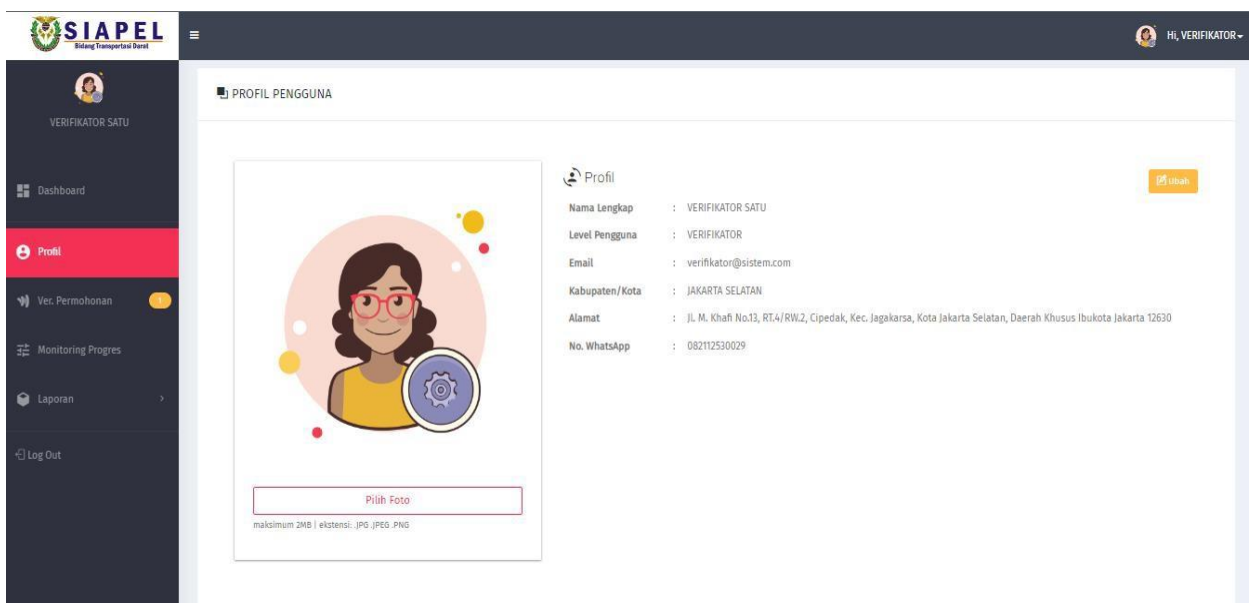 SIAPEL
Bidang Transportasi Darat
Hi, VERIFIKATOR
VERIFIKATOR SATU
Dashboard
Profil
Ver. Permohonan 1
Monitoring Progres
Laporan
Log Out
PROFIL PENGGUNA
Pilih Foto
maksimum 2MB | ekstensi: .JPG .JPEG .PNG
Profil
Ubah
Nama Lengkap : VERIFIKATOR SATU
Level Pengguna : VERIFIKATOR
Email : verifikator@sistem.com
Kabupaten/Kota : JAKARTA SELATAN
Alamat : Jl. M. Khafi No.13, RT.4/RW.2, Cipedak, Kec. Jagakarsa, Kota Jakarta Selatan, Daerah Khusus Ibukota Jakarta 12630
No. WhatsApp : 082112530029